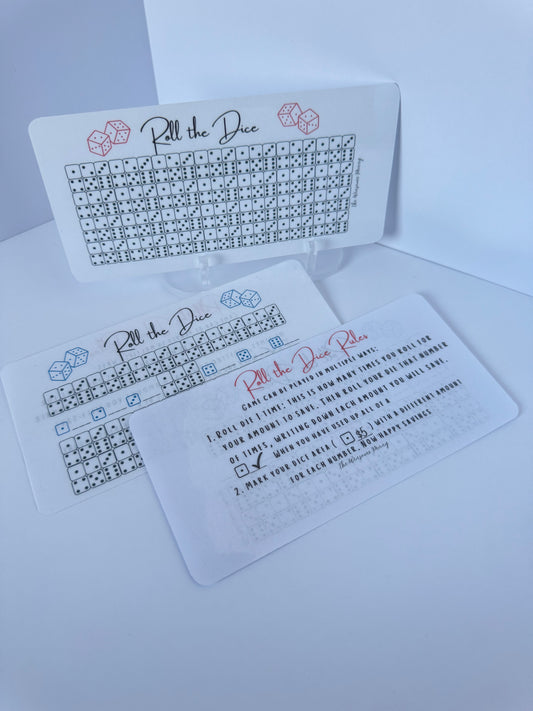 Roll the Dice
Roll the Dice
Roll the Dice Rules
GAME CAN BE PLAYED IN MULTIPLE WAYS:
1. ROLL DIE 1 TIME; THIS IS HOW MANY TIMES YOU ROLL FOR
YOUR AMOUNT TO SAVE. THEN ROLL YOUR DIE THAT NUMBER
OF TIMES, WRITING DOWN EACH AMOUNT YOU WILL SAVE.
WHEN YOU HAVE USED UP ALL OF A
2. MARK YOUR DICE AREA ( $5 ) WITH A DIFFERENT AMOUNT
FOR EACH NUMBER. NOW HAPPY SAVINGS